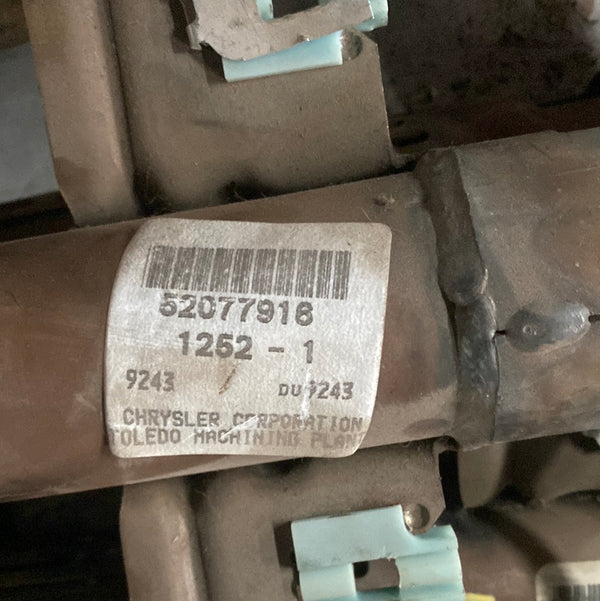 52077916
1252 - 1
9243 DU 9243
CHRYSLER CORPORATION
TOLEDO MACHINING PLANT